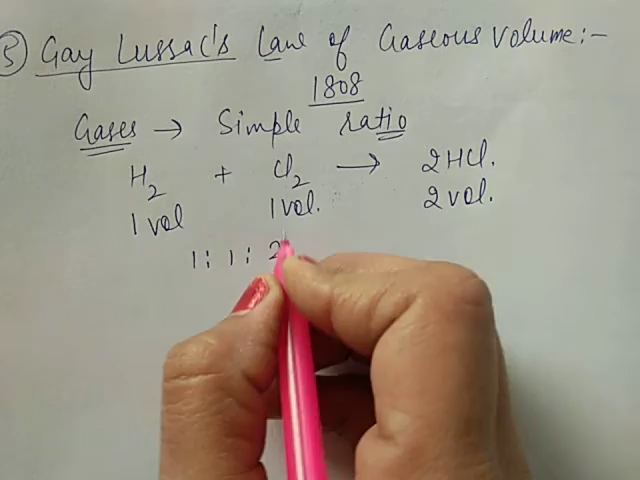 3) Gay Lussac's Law of Gaseous Volume:-
1808
Gases → Simple ratio
H2 + Cl2 → 2HCl.
1 vol 1 vol. 2 vol.
1 : 1 : 2